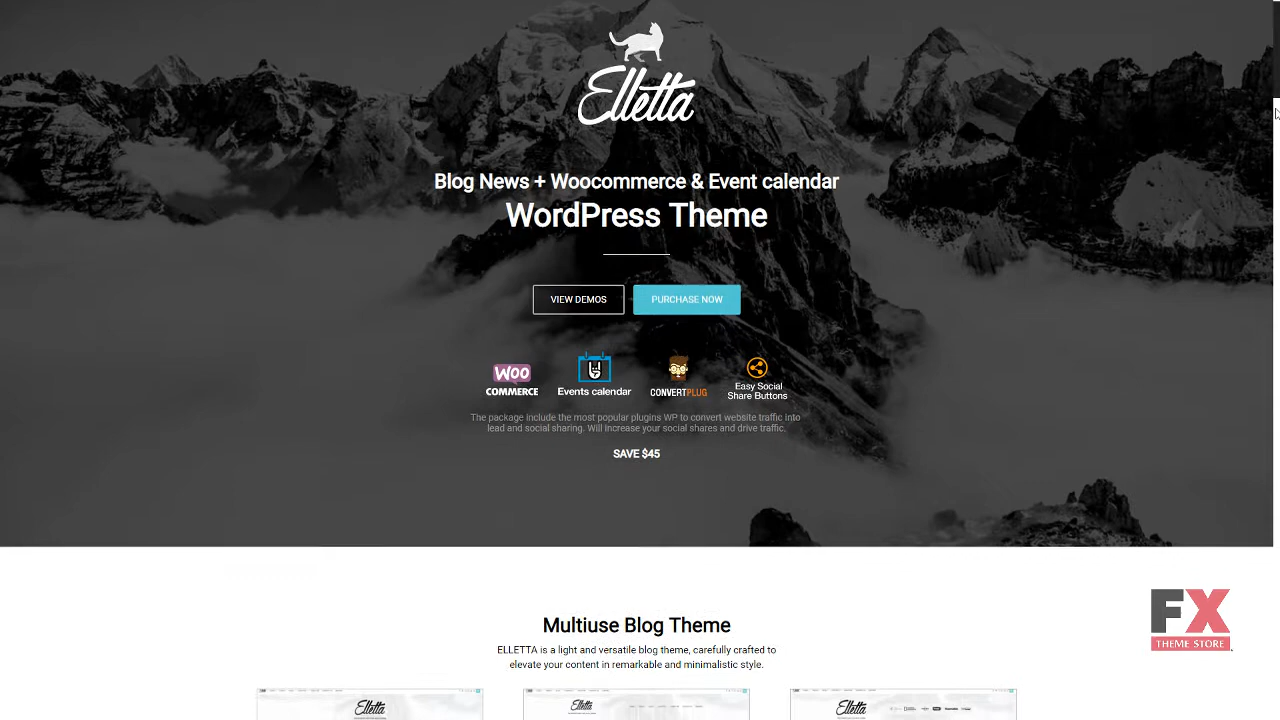 Elletta
Blog News + Woocommerce & Event calendar
WordPress Theme
VIEW DEMOS
PURCHASE NOW
WOO
COMMERCE
Events calendar
CONVERTPLUG
Easy Social
Share Buttons
The package include the most popular plugins WP to convert website traffic into
lead and social sharing. Will increase your social shares and drive traffic.
SAVE $45
Multiuse Blog Theme
ELLETTA is a light and versatile blog theme, carefully crafted to
elevate your content in remarkable and minimalistic style.
FX
THEME STORE
Elletta
Elletta
Elletta